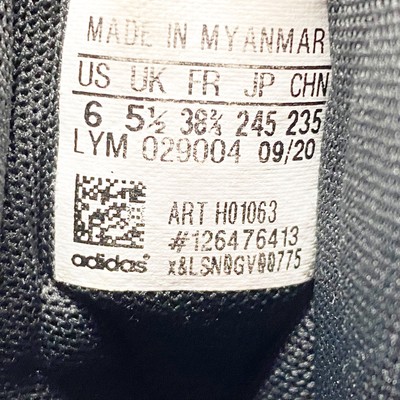 MADE IN MYANMAR
US UK FR JP CHN
6 5½ 38⅔ 245 235
LYM 029004 09/20
ART H01063
#126476413
adidas x&LSN0GV00775